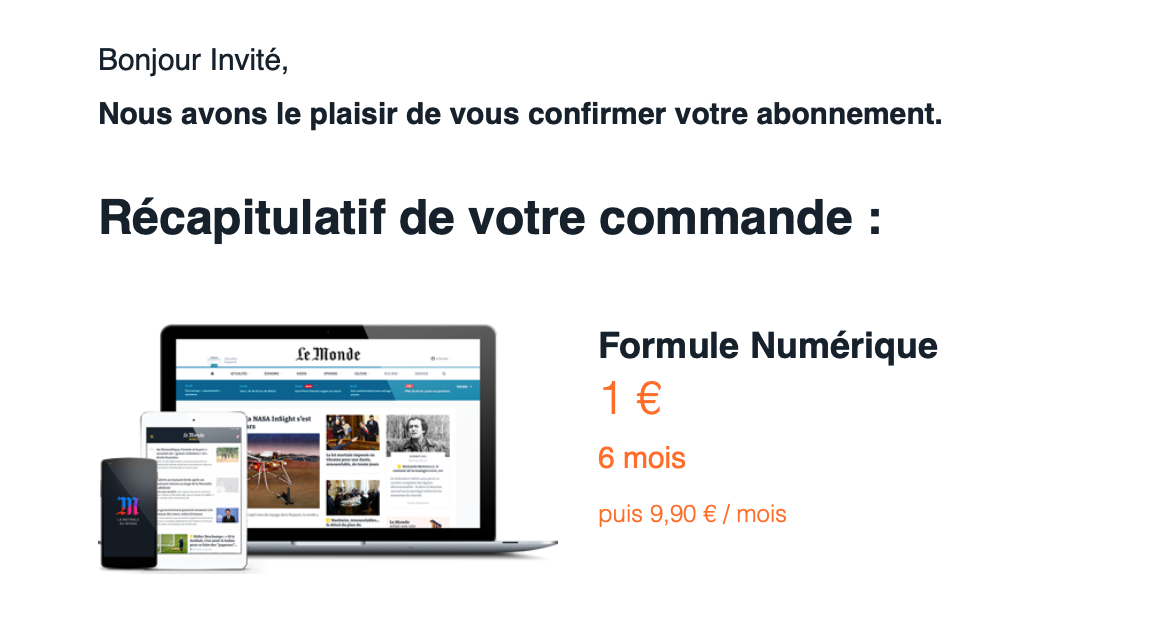 Bonjour Invité,
Nous avons le plaisir de vous confirmer votre abonnement.
Récapitulatif de votre commande :
Le Monde
la NASA InSight s'est
Le Monde
Formule Numérique
1 €
6 mois
puis 9,90 € / mois